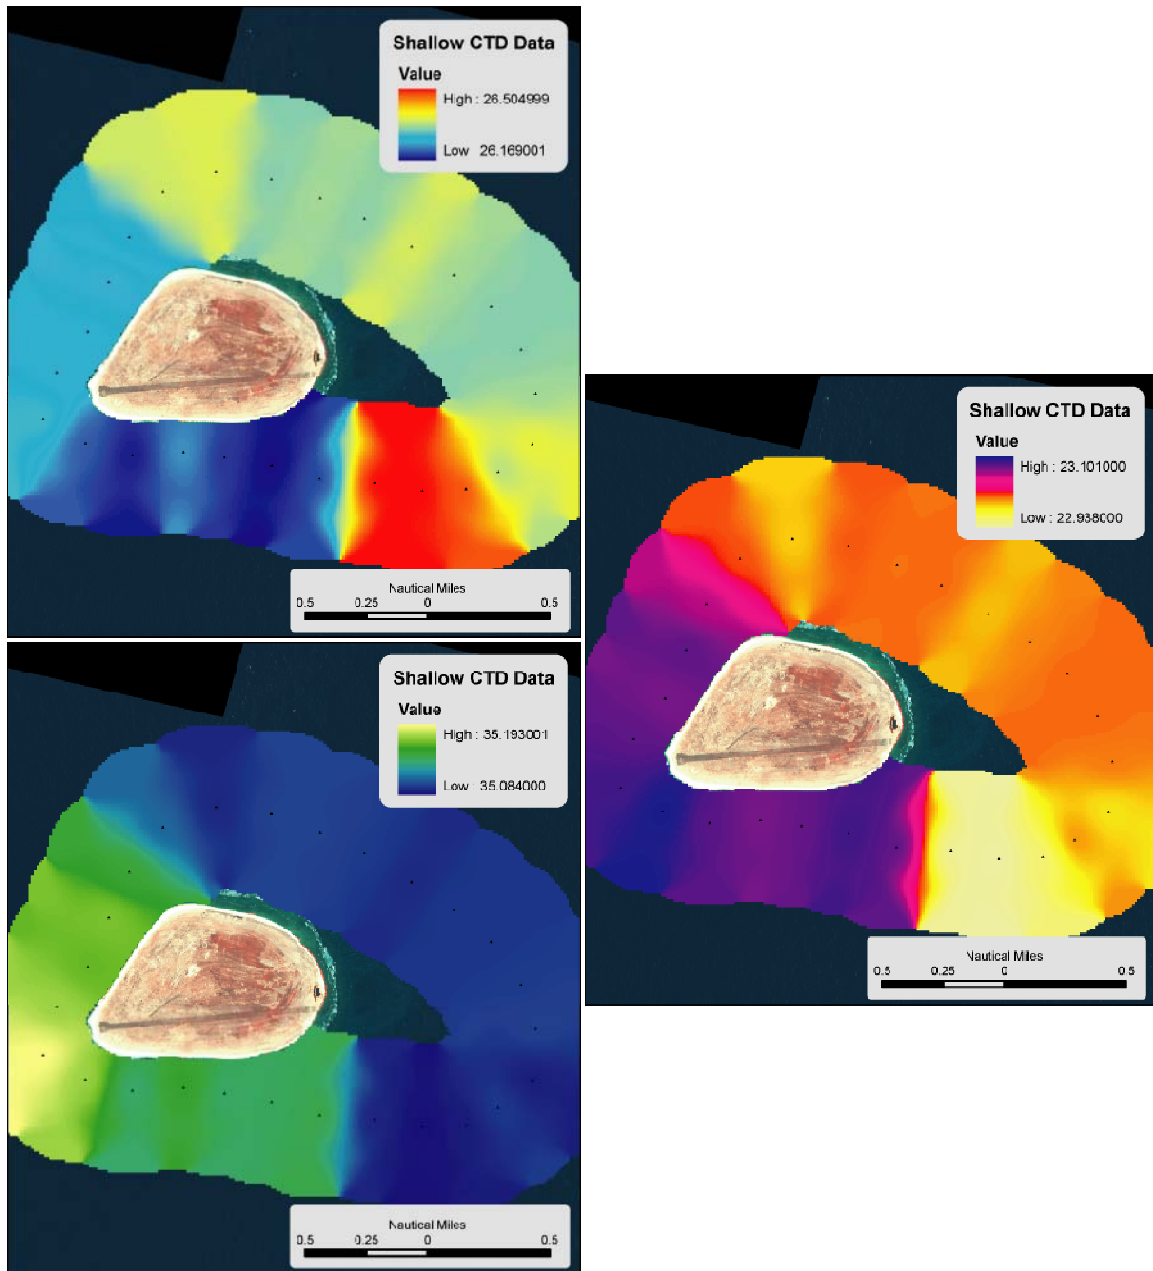 Shallow CTD Data
Value
High : 26.504999
Low 26.169001
Nautical Miles
0.5 0.25 0 0.5
Shallow CTD Data
Value
High : 23.101000
Low : 22.938000
Nautical Miles
0.5 0.25 0 0.5
Shallow CTD Data
Value
High : 35.193001
Low 35.084000
Nautical Miles
0.5 0.25 0 0.5